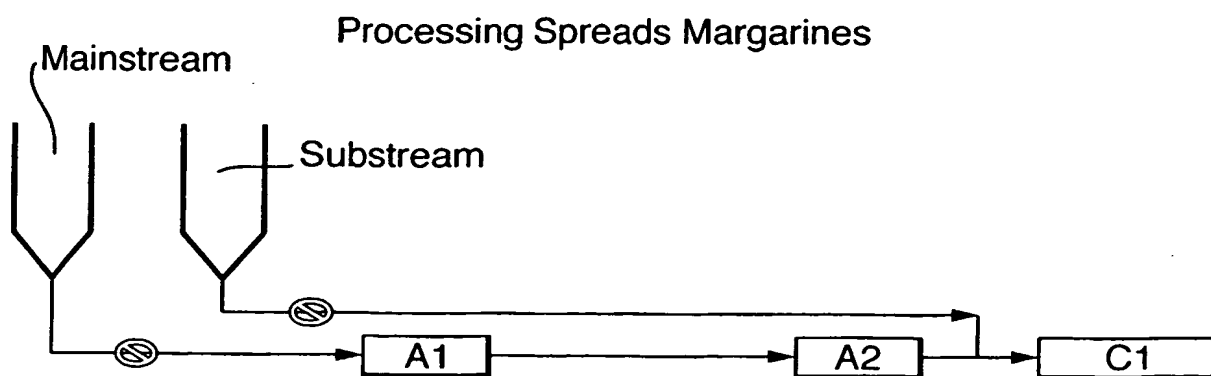 Processing Spreads Margarines
Mainstream
Substream
A1
A2
C1